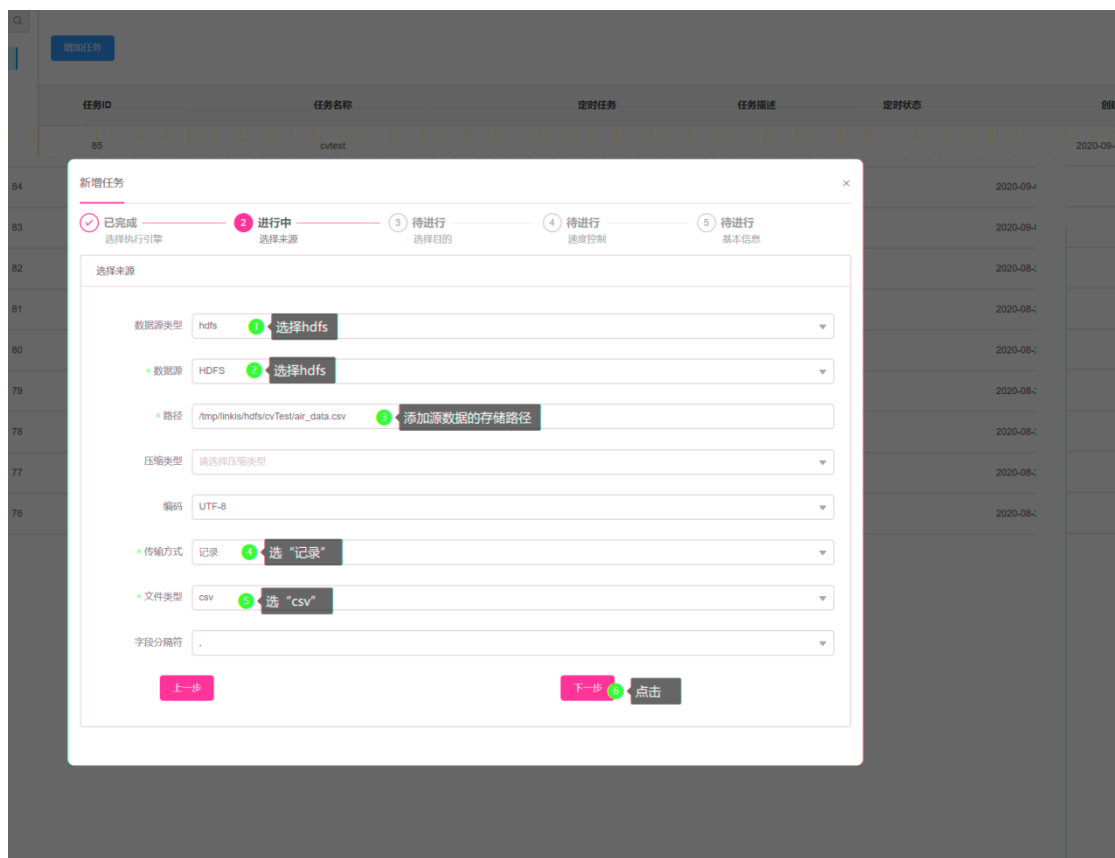 增加任务
任务ID 任务名称 定时任务 任务描述 定时状态
85 cvtest 2020-09-
新增任务 ×
84 2020-09-
已完成 2 进行中 3 待进行 4 待进行 5 待进行
选择执行引擎 选择来源 选择目的 速度控制 基本信息
83 2020-09-
选择来源
82 2020-08-
81 2020-08-
数据源类型 hdfs 1 选择hdfs
80 2020-08-
* 数据源 HDFS 2 选择hdfs
79 2020-08-
* 路径 /tmp/linkis/hdfs/cvTest/air_data.csv 3 添加源数据的存储路径
78 2020-08-
压缩类型 请选择压缩类型
77 2020-08-
编码 UTF-8
76 2020-08-
* 传输方式 记录 4 选“记录”
* 文件类型 csv 5 选“csv”
字段分隔符 ,
上一步 下一步 6 点击